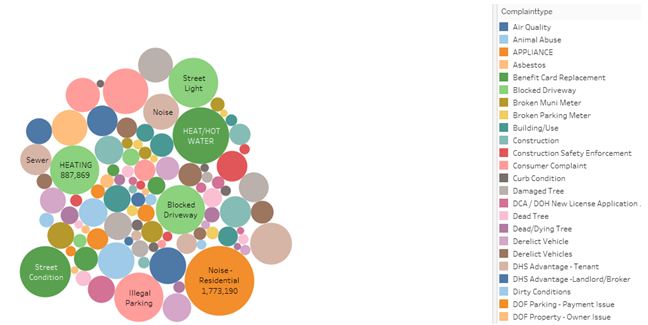 Street
Light
Noise
HEAT/HOT
WATER
Sewer
HEATING
887,869
Blocked
Driveway
Street
Condition
Noise -
Residential
1,773,190
Illegal
Parking
Complainttype
Air Quality
Animal Abuse
APPLIANCE
Asbestos
Benefit Card Replacement
Blocked Driveway
Broken Muni Meter
Broken Parking Meter
Building/Use
Construction
Construction Safety Enforcement
Consumer Complaint
Curb Condition
Damaged Tree
DCA / DOH New License Application .
Dead Tree
Dead/Dying Tree
Derelict Vehicle
Derelict Vehicles
DHS Advantage - Tenant
DHS Advantage -Landlord/Broker
Dirty Conditions
DOF Parking - Payment Issue
DOF Property - Owner Issue